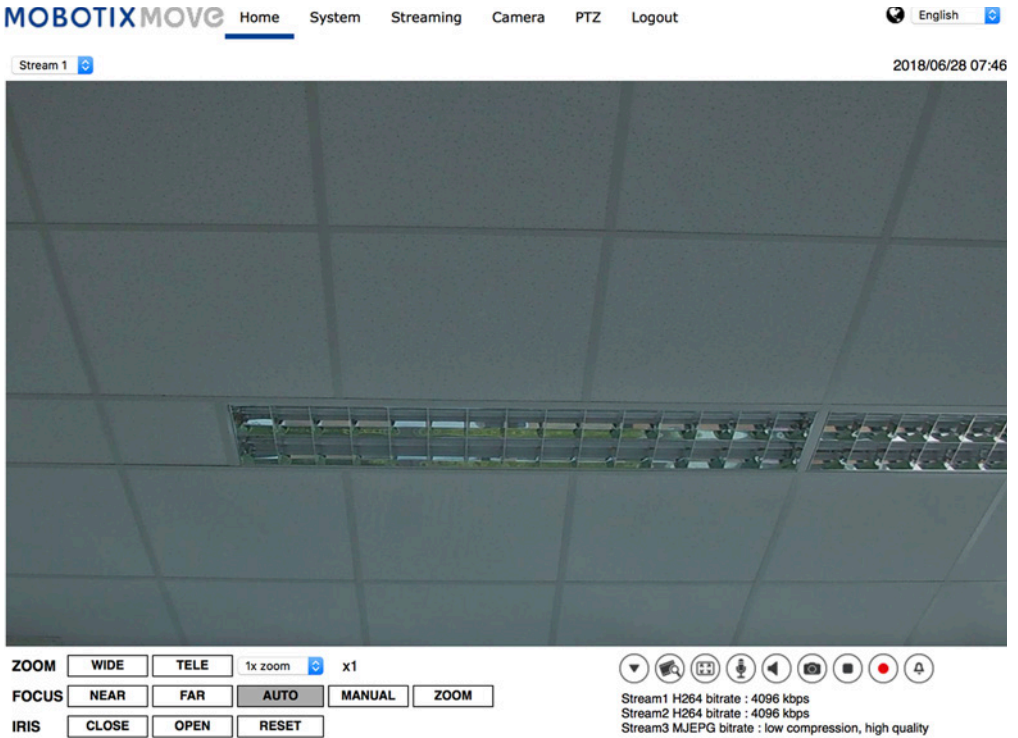 MOBOTIX MOVE Home System Streaming Camera PTZ Logout English
Stream 1 2018/06/28 07:46
ZOOM WIDE TELE 1x zoom x1
FOCUS NEAR FAR AUTO MANUAL ZOOM
IRIS CLOSE OPEN RESET
Stream1 H264 bitrate : 4096 kbps
Stream2 H264 bitrate : 4096 kbps
Stream3 MJEPG bitrate : low compression, high quality